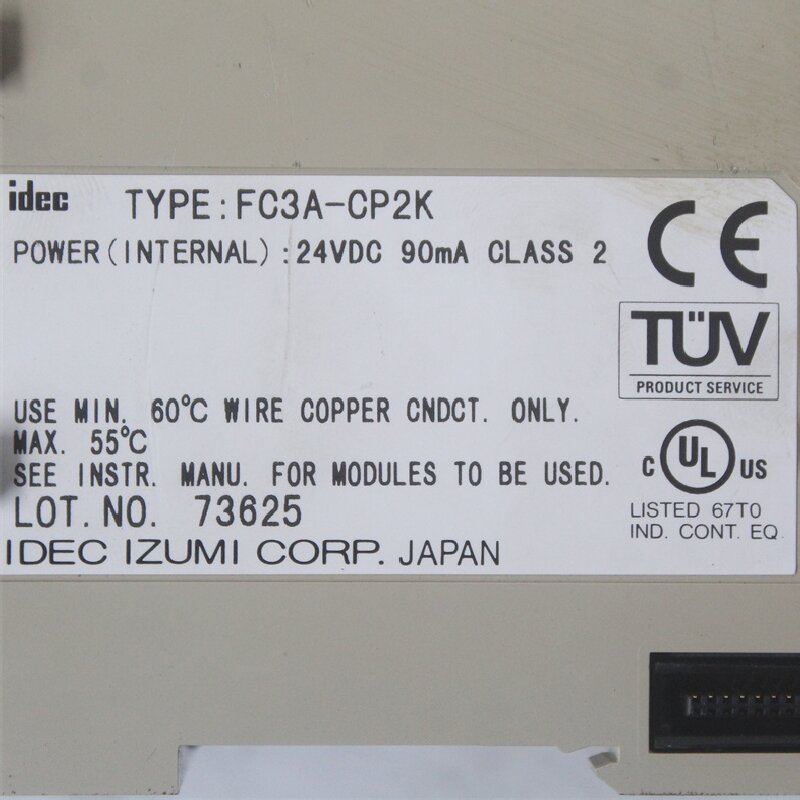 idec TYPE:FC3A-CP2K
POWER(INTERNAL):24VDC 90mA CLASS 2
CE
TÜV
PRODUCT SERVICE
USE MIN. 60°C WIRE COPPER CNDCT. ONLY.
MAX. 55°C
SEE INSTR. MANU. FOR MODULES TO BE USED.
LOT.NO. 73625
IDEC IZUMI CORP. JAPAN
C UL US
LISTED 67T0
IND. CONT. EQ